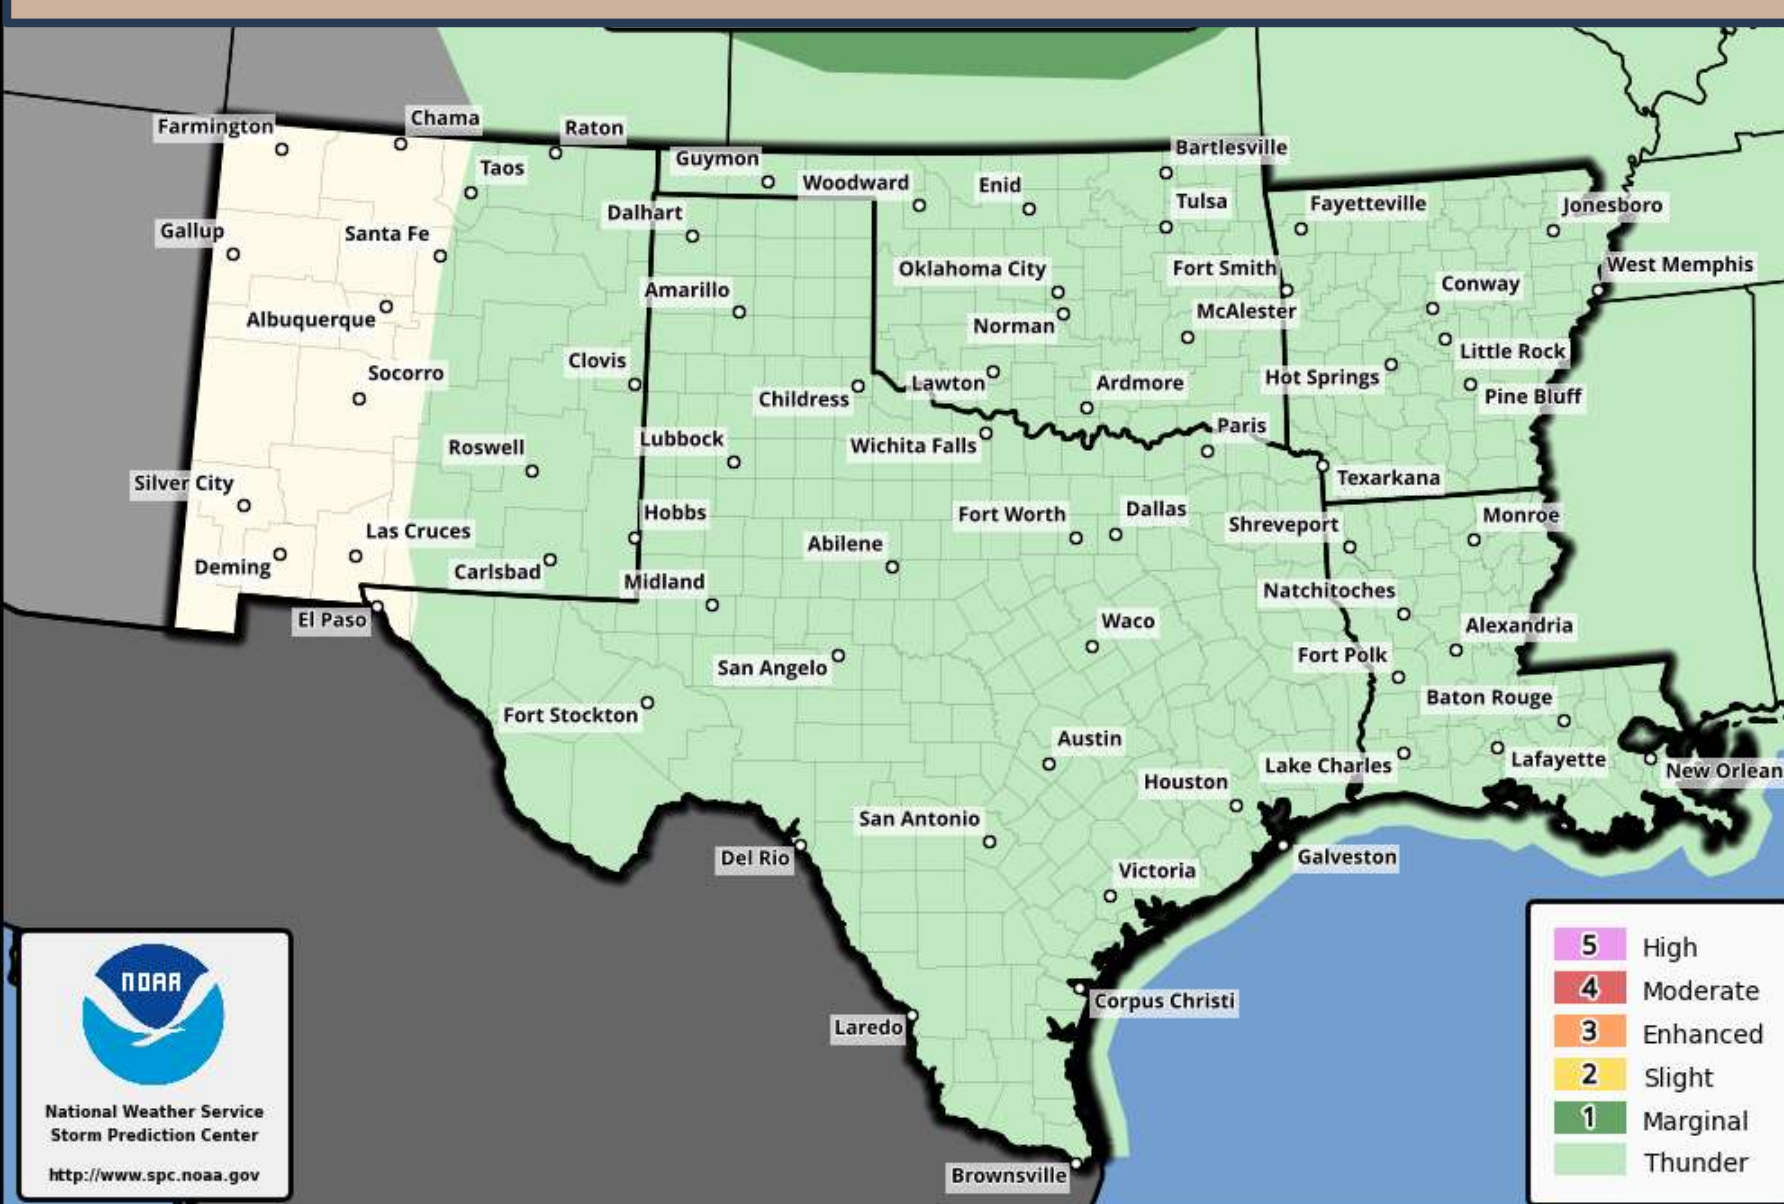 Farmington
Chama
Raton
Guymon
Bartlesville
Taos
Woodward
Enid
Tulsa
Fayetteville
Jonesboro
Dalhart
Gallup
Santa Fe
Oklahoma City
Fort Smith
West Memphis
Amarillo
Conway
Albuquerque
Norman
McAlester
Little Rock
Clovis
Socorro
Lawton
Ardmore
Hot Springs
Pine Bluff
Childress
Paris
Roswell
Lubbock
Wichita Falls
Silver City
Texarkana
Hobbs
Fort Worth
Dallas
Shreveport
Monroe
Las Cruces
Abilene
Deming
Carlsbad
Midland
Natchitoches
El Paso
Waco
Alexandria
San Angelo
Fort Polk
Baton Rouge
Fort Stockton
Austin
Lake Charles
Lafayette
New Orlean
Houston
San Antonio
Del Rio
Victoria
Galveston
Corpus Christi
Laredo
Brownsville
NOAA
National Weather Service
Storm Prediction Center
http://www.spc.noaa.gov
5 High
4 Moderate
3 Enhanced
2 Slight
1 Marginal
Thunder